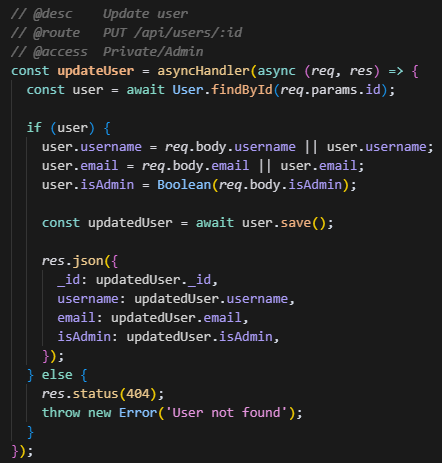 // @desc    Update user
// @route   PUT /api/users/:id
// @access  Private/Admin
const updateUser = asyncHandler(async (req, res) => {
  const user = await User.findById(req.params.id);

  if (user) {
    user.username = req.body.username || user.username;
    user.email = req.body.email || user.email;
    user.isAdmin = Boolean(req.body.isAdmin);

    const updatedUser = await user.save();

    res.json({
      _id: updatedUser._id,
      username: updatedUser.username,
      email: updatedUser.email,
      isAdmin: updatedUser.isAdmin,
    });
  } else {
    res.status(404);
    throw new Error('User not found');
  }
});